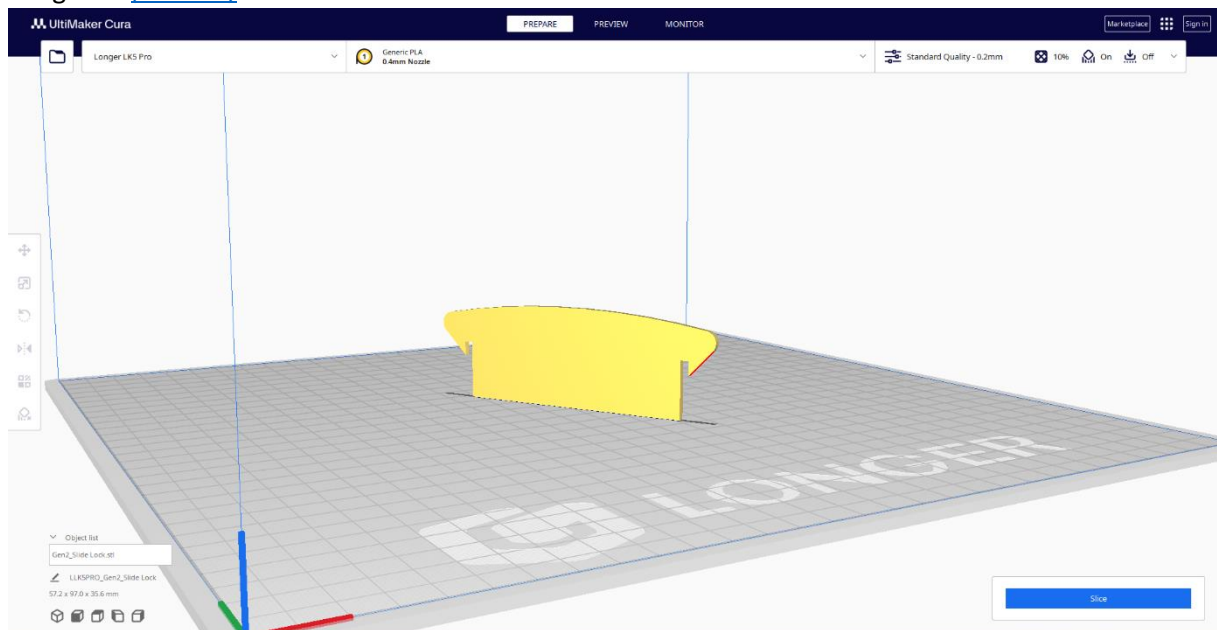 UltiMaker Cura
PREPARE PREVIEW MONITOR
Marketplace Sign in
Longer LK5 Pro
1 Generic PLA
0.4mm Nozzle
Standard Quality - 0.2mm 10% On Off
LONGER
Object list
Gen2_Slide Lock.stl
LLK5PRO_Gen2_Slide Lock
57.2 x 97.0 x 35.6 mm
Slice